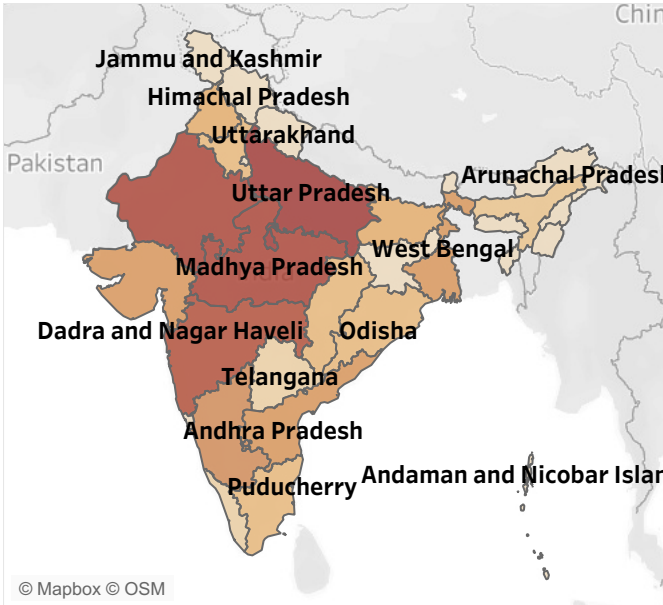 Chin
Jammu and Kashmir
Himachal Pradesh
Uttarakhand
Pakistan
Arunachal Pradesh
Uttar Pradesh
West Bengal
Madhya Pradesh
Dadra and Nagar Haveli
Odisha
Telangana
Andhra Pradesh
Andaman and Nicobar Islan
Puducherry
© Mapbox © OSM